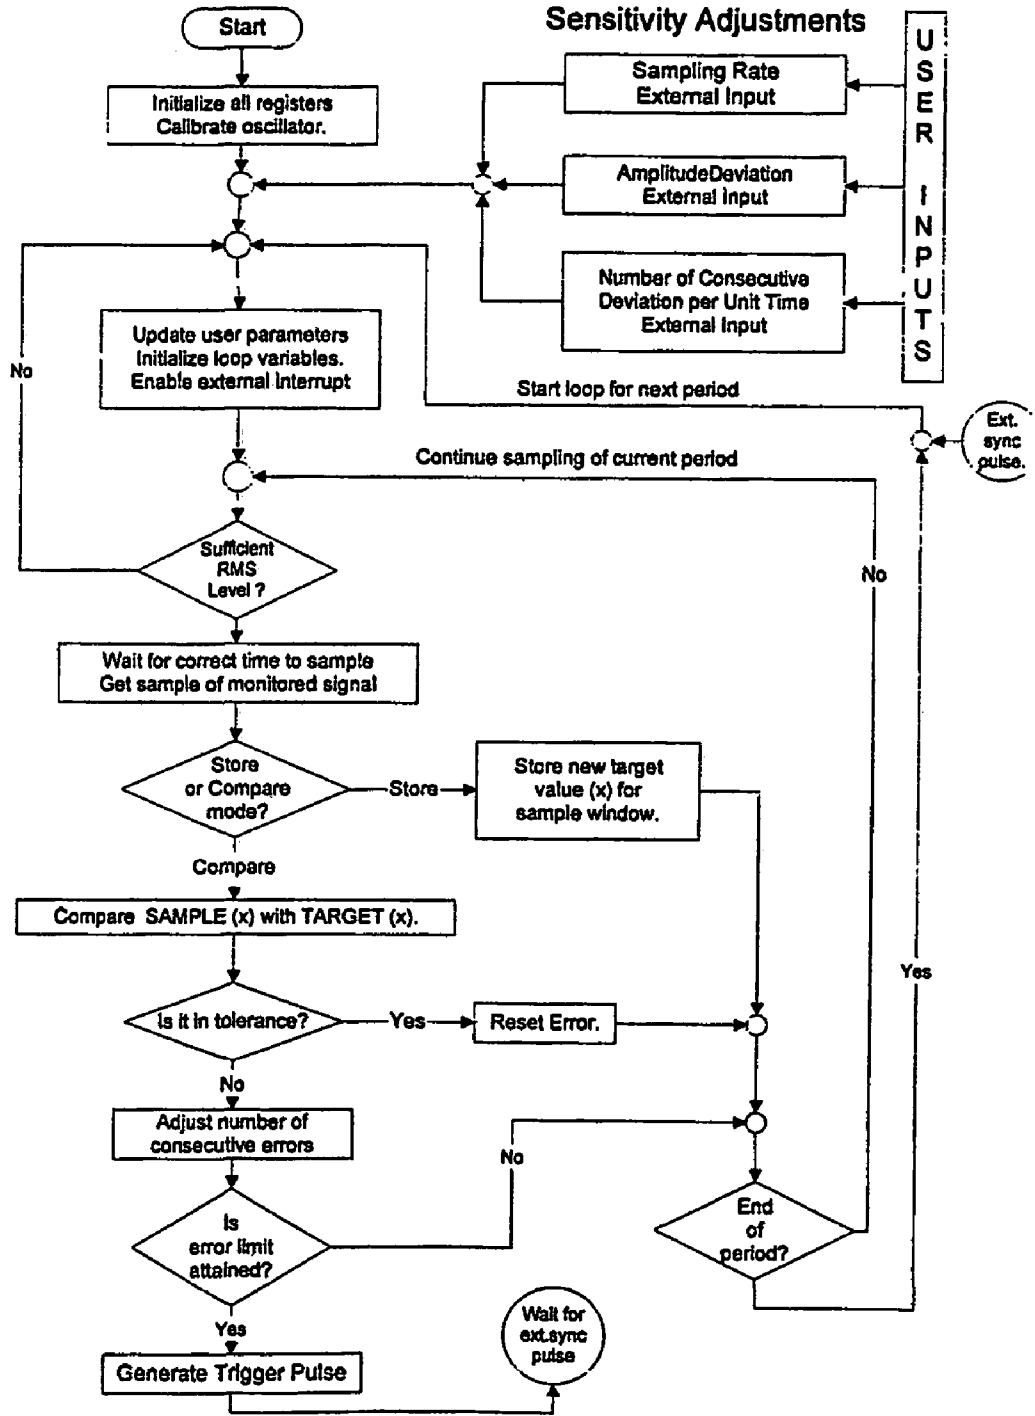 Start
Sensitivity Adjustments
USER INPUTS
Sampling Rate
External Input
Initialize all registers
Calibrate oscillator.
AmplitudeDeviation
External Input
Number of Consecutive
Deviation per Unit Time
External Input
Update user parameters
Initialize loop variables.
Enable external Interrupt
No
Start loop for next period
Ext.
sync
pulse.
Continue sampling of current period
Sufficient
RMS
Level ?
No
Wait for correct time to sample
Get sample of monitored signal
Store
or Compare
mode?
Store
Store new target
value (x) for
sample window.
Compare
Compare SAMPLE (x) with TARGET (x).
Yes
Is it in tolerance?
Yes
Reset Error.
No
Adjust number of
consecutive errors
No
Is
error limit
attained?
End
of
period?
Yes
Wait for
ext.sync
pulse
Generate Trigger Pulse